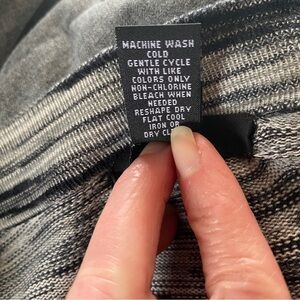 MACHINE WASH
COLD
GENTLE CYCLE
WITH LIKE
COLORS ONLY
NON-CHLORINE
BLEACH WHEN
NEEDED
RESHAPE DRY
FLAT COOL
IRON OR
DRY